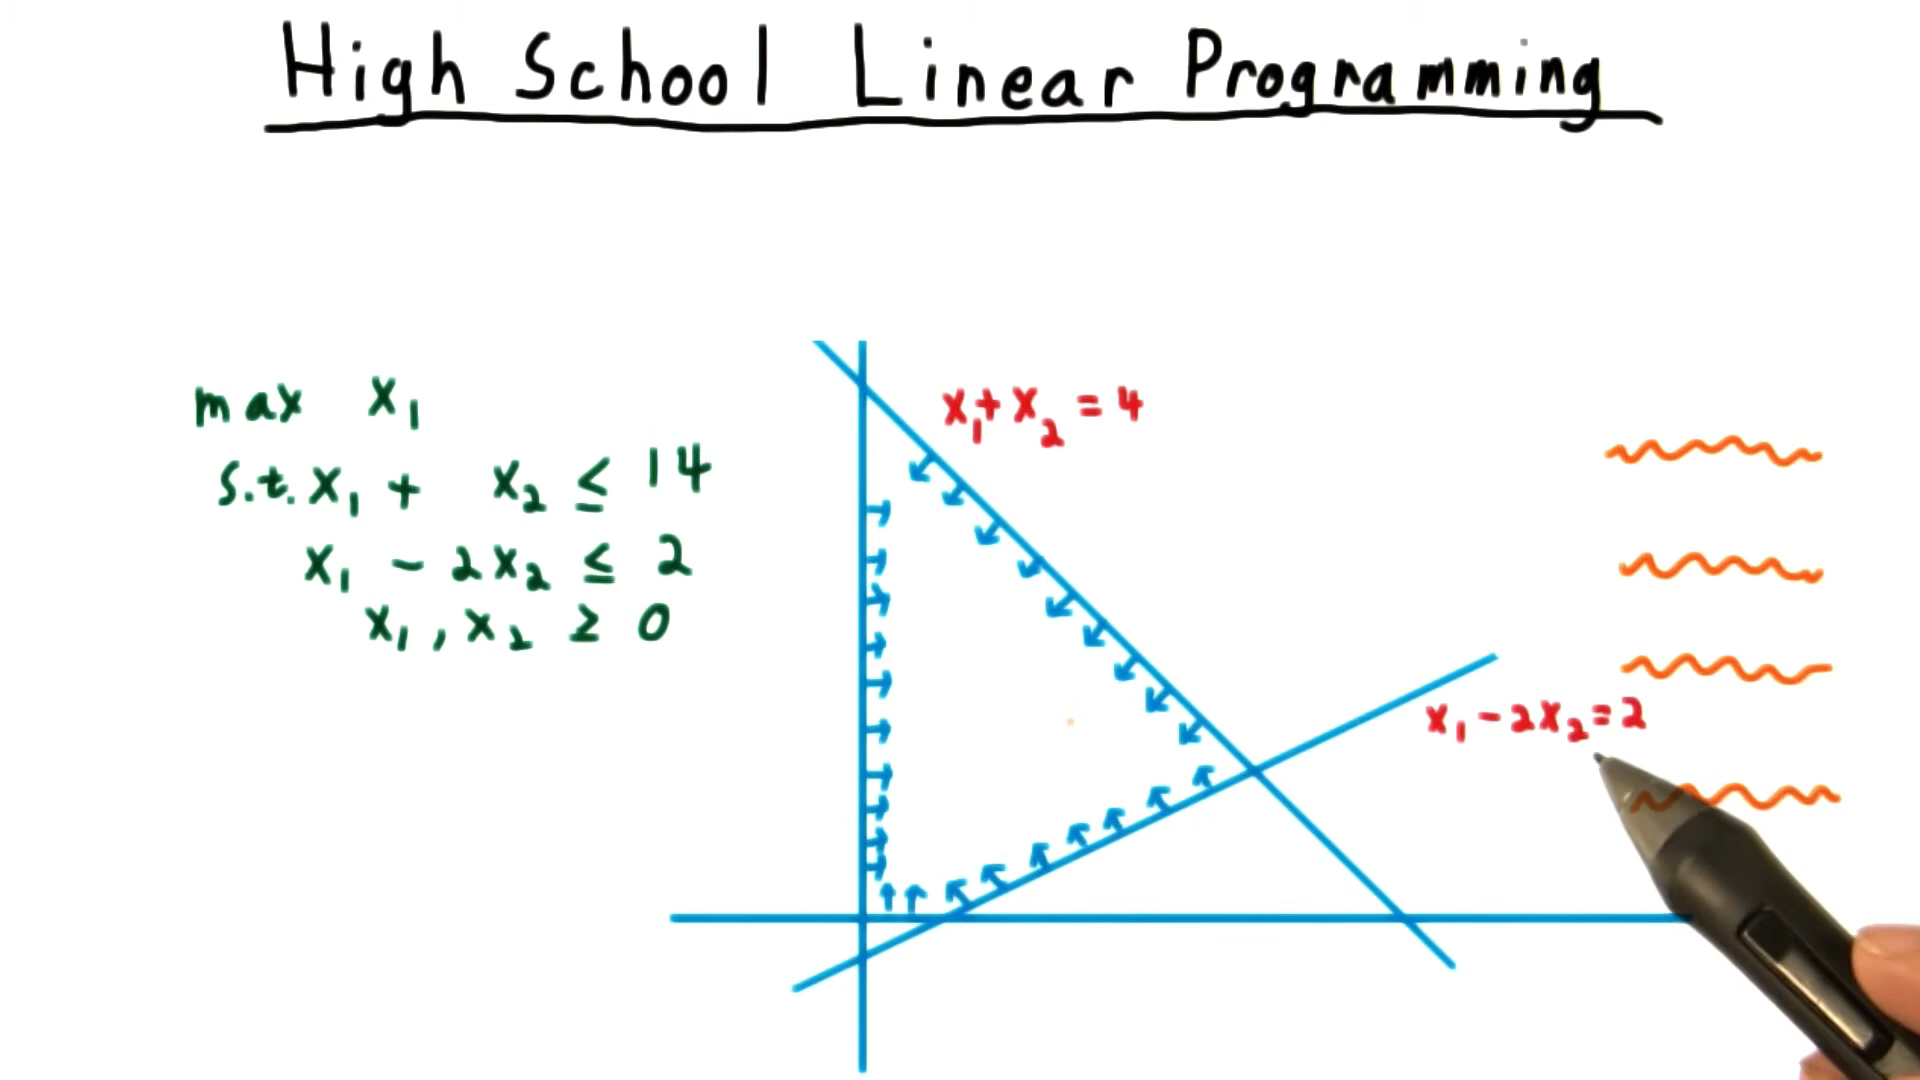 High School Linear Programming
max x₁
s.t. x₁ + x₂ ≤ 14
x₁ - 2x₂ ≤ 2
x₁, x₂ ≥ 0
x₁ + x₂ = 4
x₁ - 2x₂ = 2